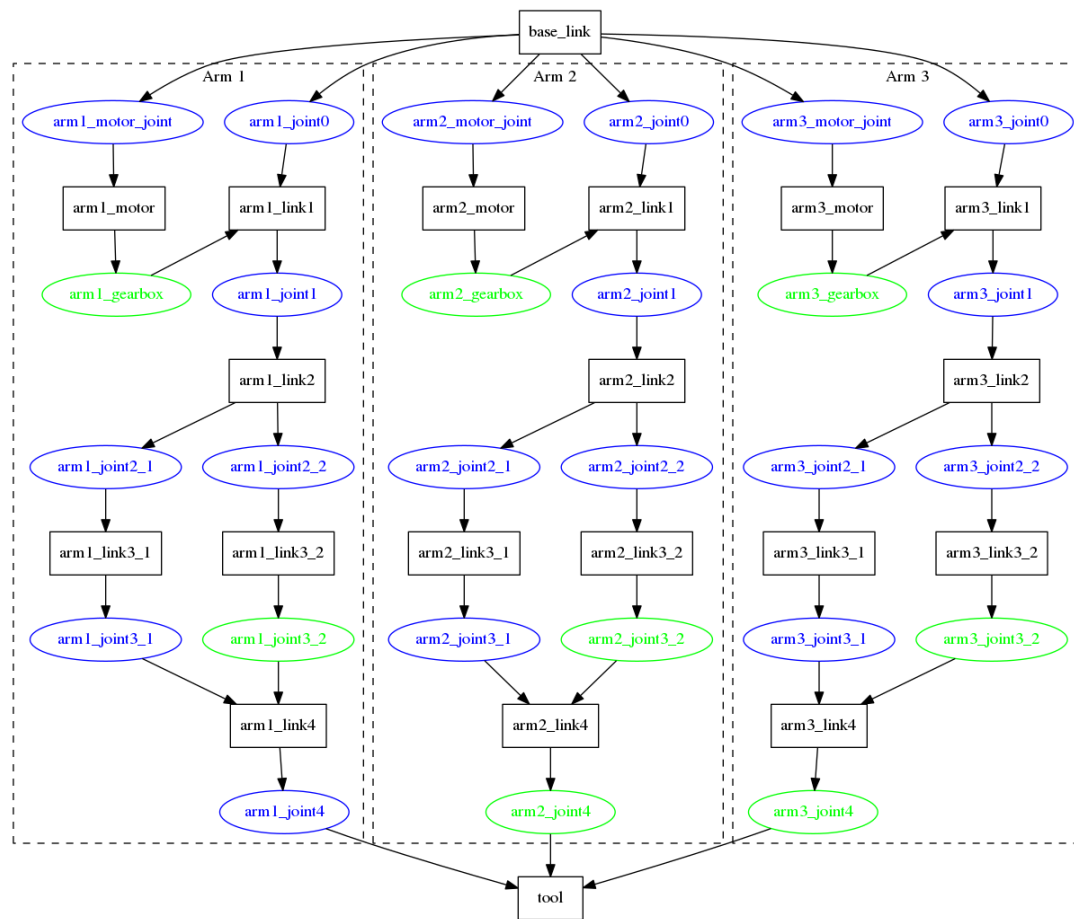 base_link
Arm 1
Arm 2
Arm 3
arm1_motor_joint
arm1_joint0
arm2_motor_joint
arm2_joint0
arm3_motor_joint
arm3_joint0
arm1_motor
arm1_link1
arm2_motor
arm2_link1
arm3_motor
arm3_link1
arm1_gearbox
arm1_joint1
arm2_gearbox
arm2_joint1
arm3_gearbox
arm3_joint1
arm1_link2
arm2_link2
arm3_link2
arm1_joint2_1
arm1_joint2_2
arm2_joint2_1
arm2_joint2_2
arm3_joint2_1
arm3_joint2_2
arm1_link3_1
arm1_link3_2
arm2_link3_1
arm2_link3_2
arm3_link3_1
arm3_link3_2
arm1_joint3_1
arm1_joint3_2
arm2_joint3_1
arm2_joint3_2
arm3_joint3_1
arm3_joint3_2
arm1_link4
arm2_link4
arm3_link4
arm1_joint4
arm2_joint4
arm3_joint4
tool